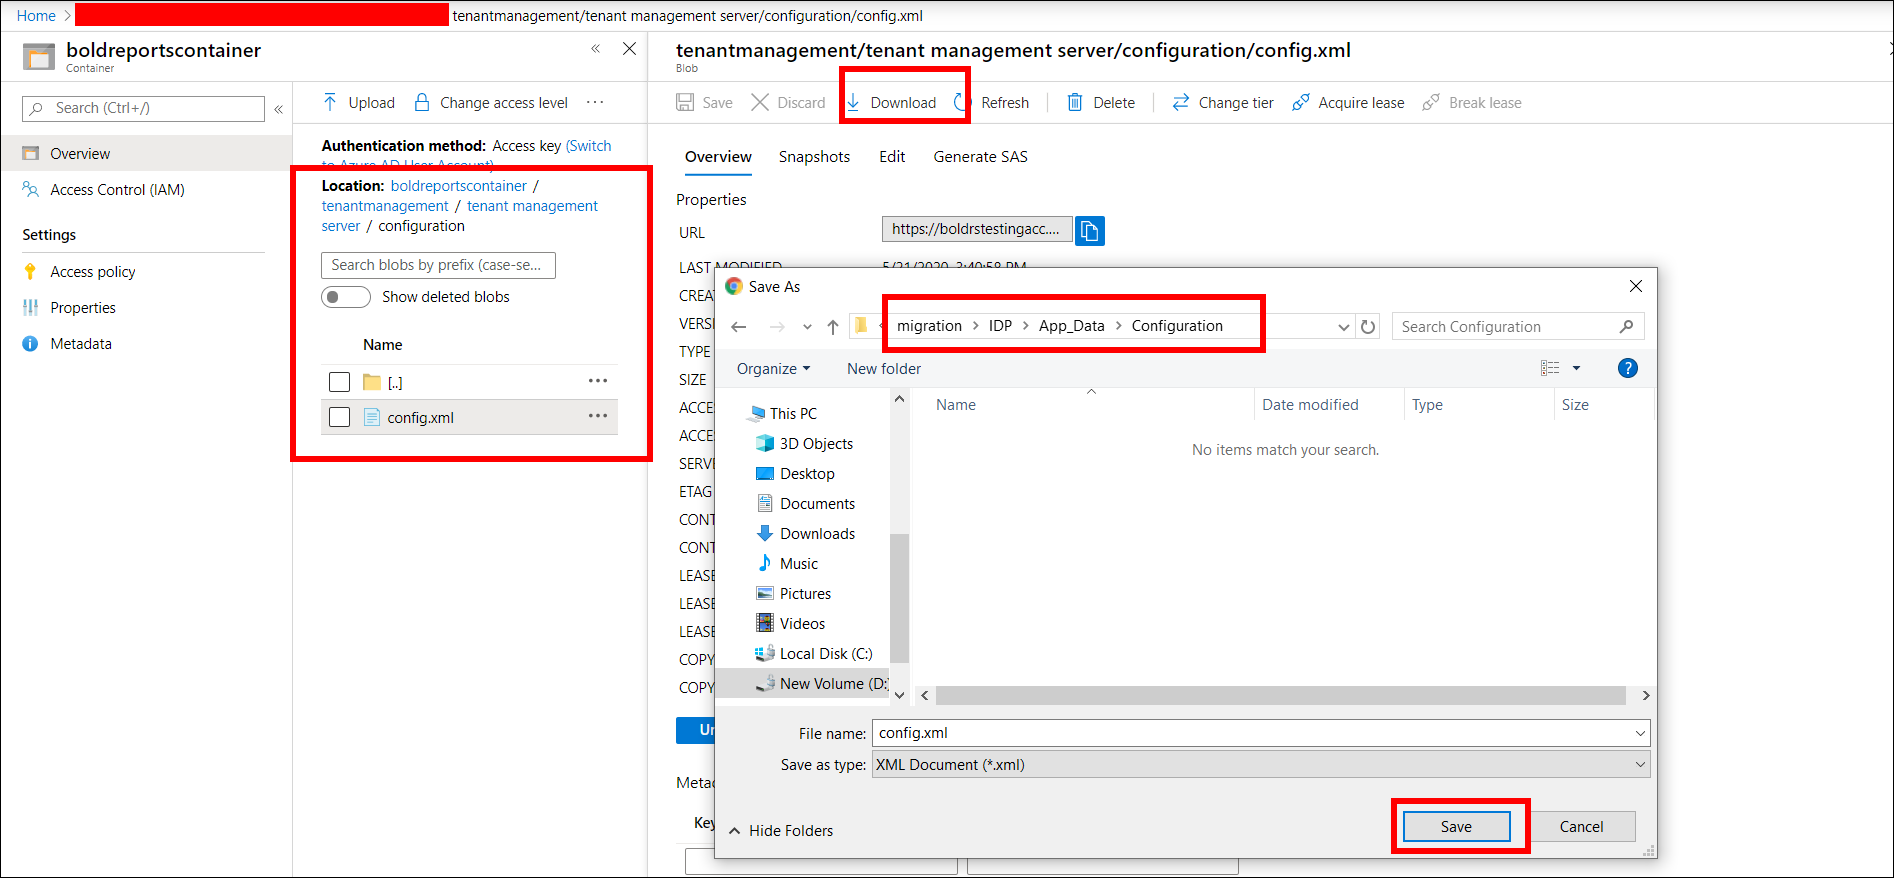 Home > tenantmanagement/tenant management server/configuration/config.xml
boldreportscontainer
Container
Search (Ctrl+/)
Overview
Access Control (IAM)
Settings
Access policy
Properties
Metadata
Upload Change access level ...
Authentication method: Access key (Switch
to Azure AD User Account)
Location: boldreportscontainer /
tenantmanagement / tenant management
server / configuration
Search blobs by prefix (case-se...
Show deleted blobs
Name
[..]
config.xml
tenantmanagement/tenant management server/configuration/config.xml
Blob
Save Discard Download Refresh Delete Change tier Acquire lease Break lease
Overview Snapshots Edit Generate SAS
Properties
URL https://boldrstestingacc....
LAST MODIFIED 5/21/2020, 3:40:58 PM
CREA
VERSI
TYPE
SIZE
ACCE
ACCE
SERVE
ETAG
CONT
CONT
LEASE
LEASE
LEASE
COPY
COPY
Un
Metad
Key
Save As
migration > IDP > App_Data > Configuration
Search Configuration
Organize New folder
Name Date modified Type Size
No items match your search.
This PC
3D Objects
Desktop
Documents
Downloads
Music
Pictures
Videos
Local Disk (C:)
New Volume (D:)
File name: config.xml
Save as type: XML Document (*.xml)
Hide Folders
Save Cancel